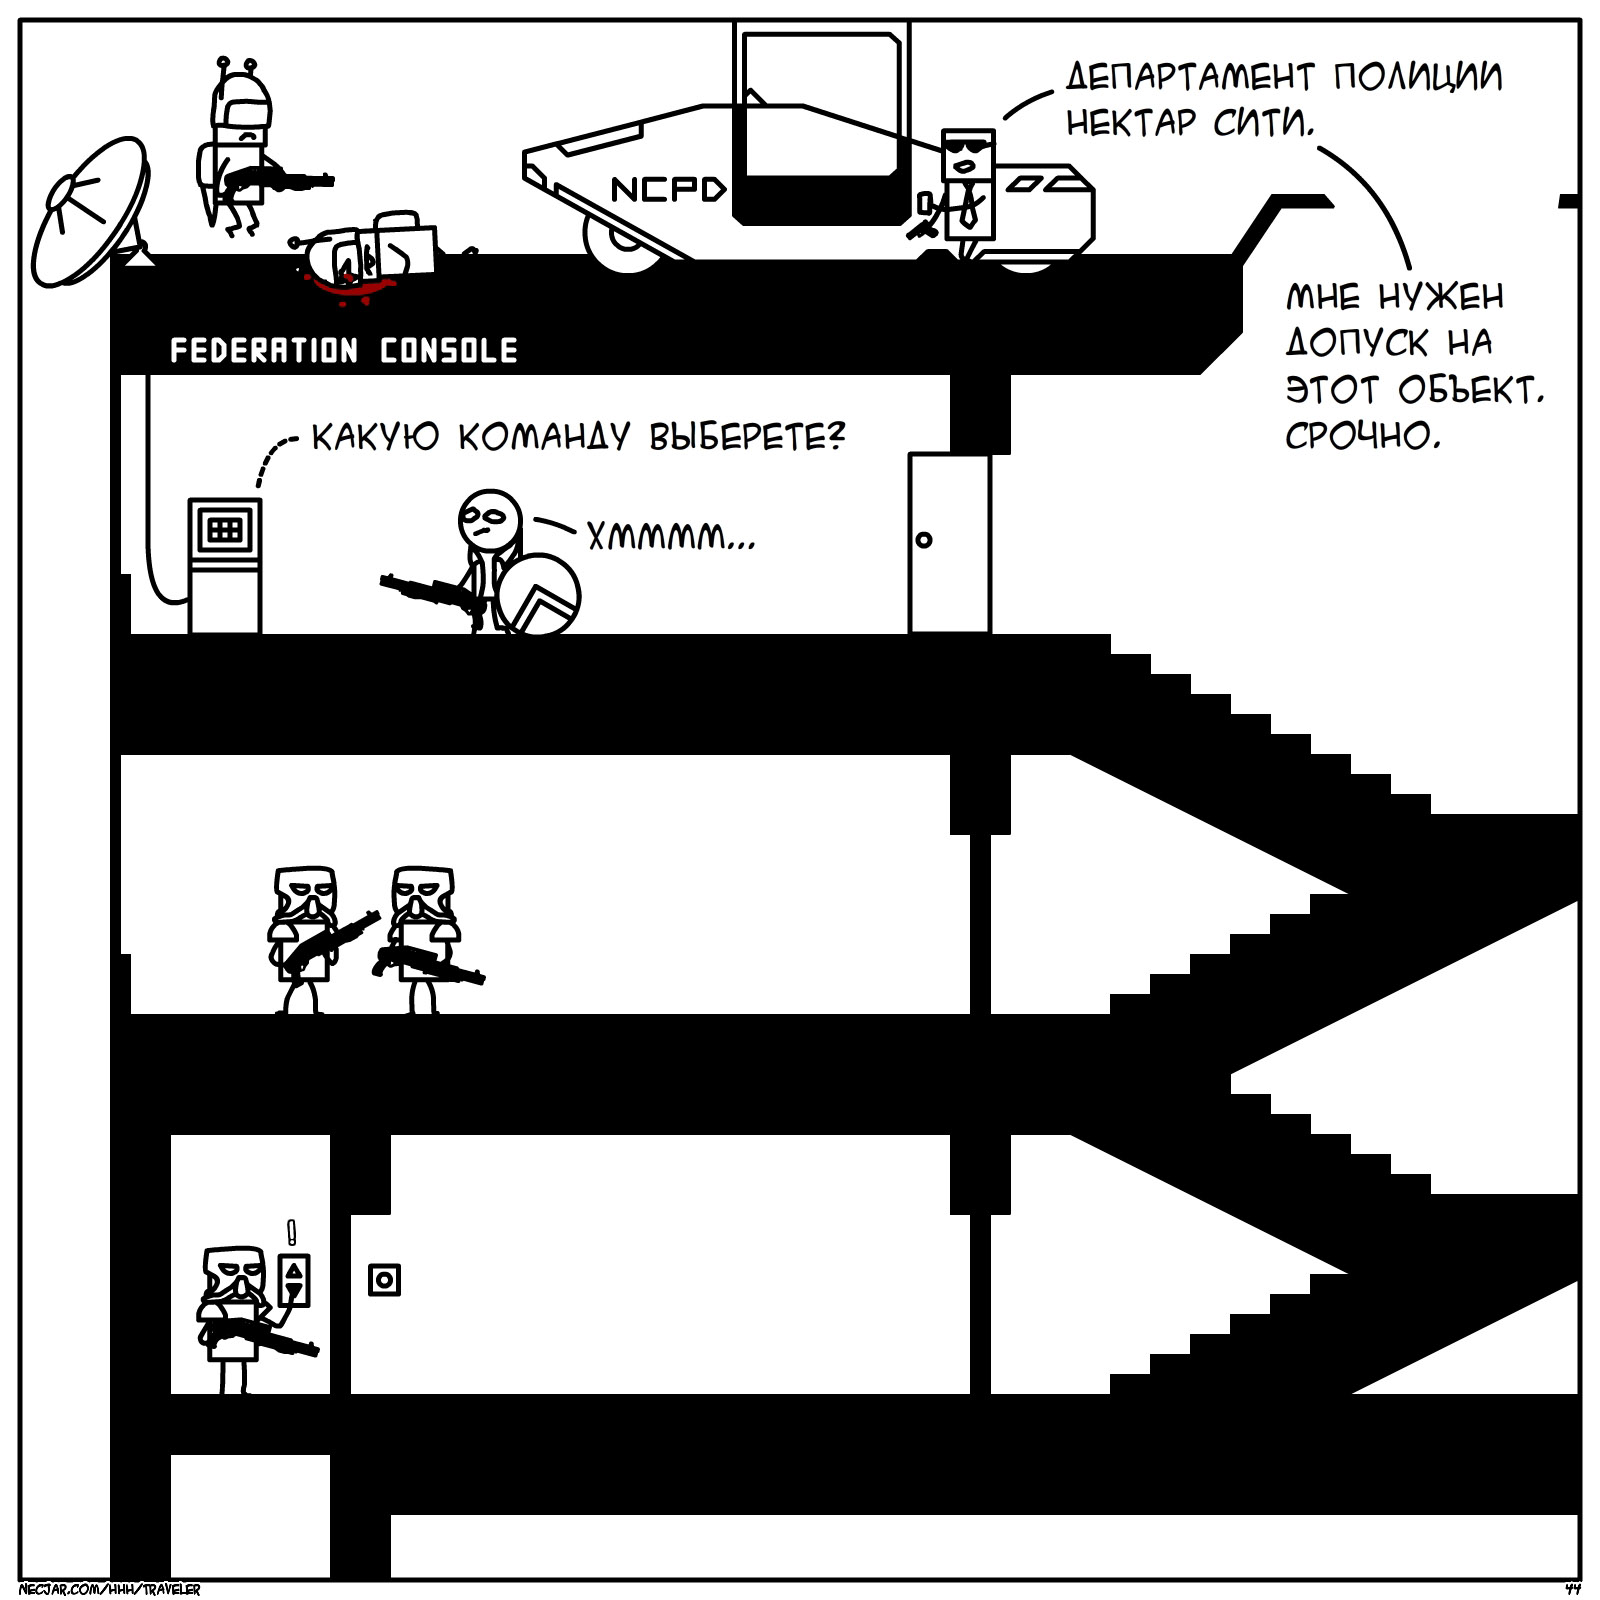 ДЕПАРТАМЕНТ ПОЛИЦИИ
НЕКТАР СИТИ.
NCPD
МНЕ НУЖЕН
ДОПУСК НА
ЭТОТ ОБЪЕКТ.
СРОЧНО.
FEDERATION CONSOLE
КАКУЮ КОМАНДУ ВЫБЕРЕТЕ?
ХМММММ...
!
NECJAR.COM/HHH/TRAVELER
44